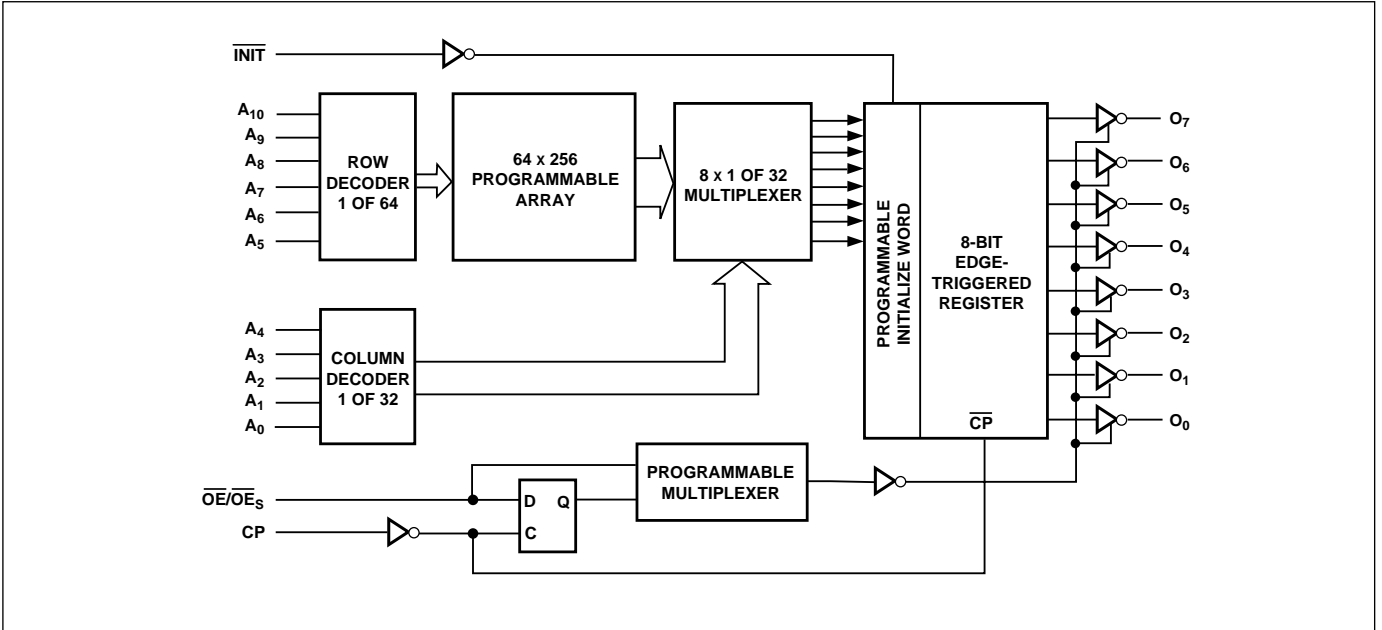 INIT
A10
A9
A8
A7
A6
A5
ROW
DECODER
1 OF 64
64 x 256
PROGRAMMABLE
ARRAY
8 x 1 OF 32
MULTIPLEXER
PROGRAMMABLE
INITIALIZE WORD
8-BIT
EDGE-
TRIGGERED
REGISTER
CP
O7
O6
O5
O4
O3
O2
O1
O0
A4
A3
A2
A1
A0
COLUMN
DECODER
1 OF 32
OE/OES
CP
D Q
C
PROGRAMMABLE
MULTIPLEXER